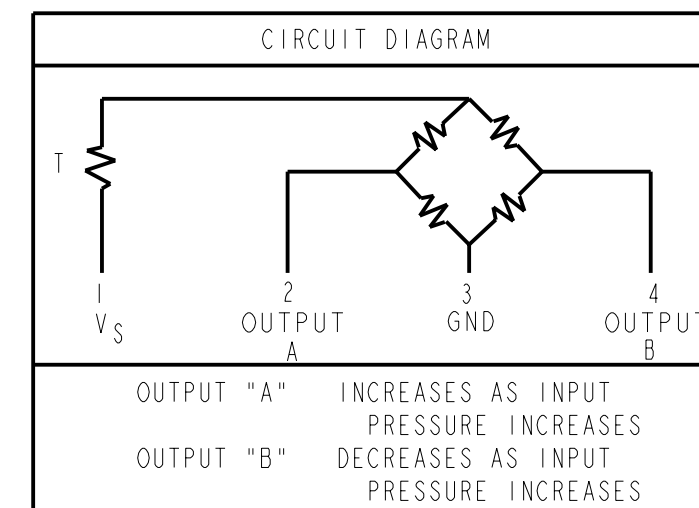 CIRCUIT DIAGRAM
T
1 2 3 4
VS OUTPUT GND OUTPUT
A B
OUTPUT "A" INCREASES AS INPUT
PRESSURE INCREASES
OUTPUT "B" DECREASES AS INPUT
PRESSURE INCREASES